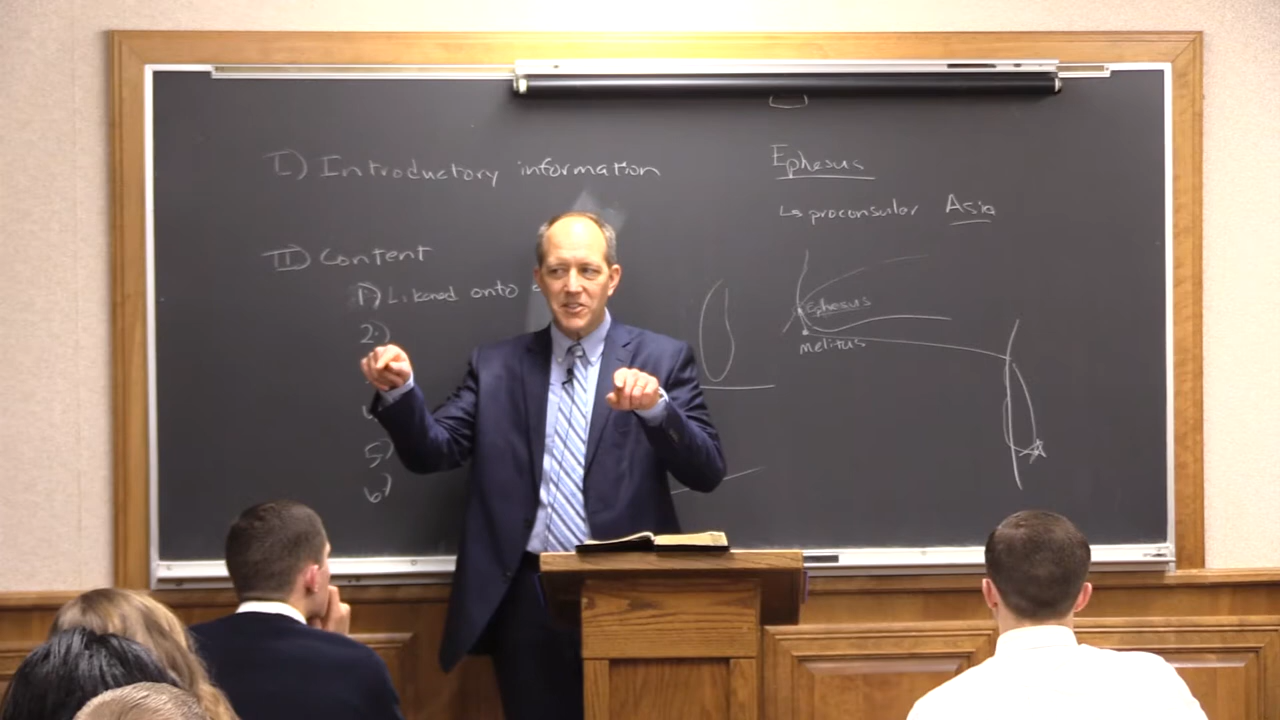 I) Introductory information
II) Content
1) Likened onto
2)
5)
6)
Ephesus
↳ proconsular Asia
Ephesus
Melitus